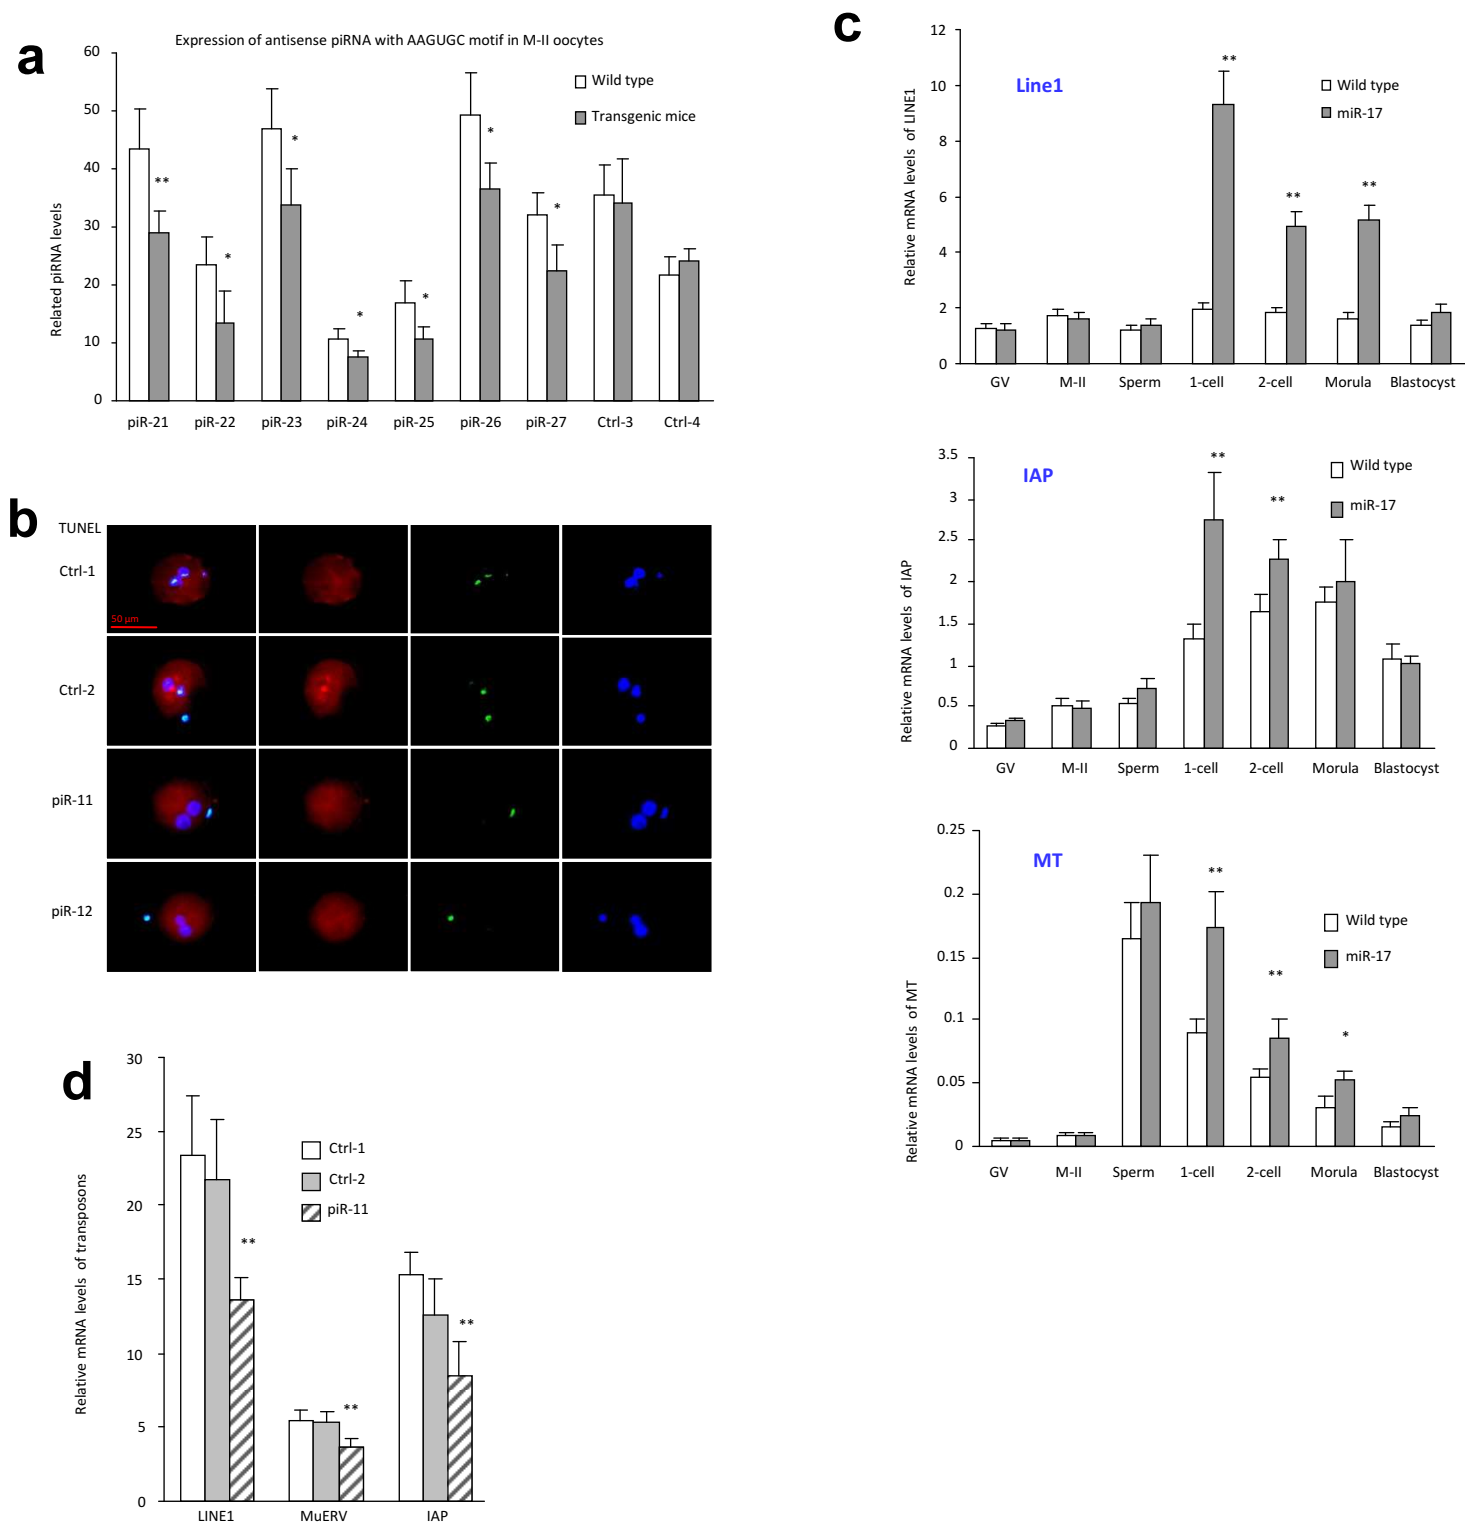 a
Expression of antisense piRNA with AAGUGC motif in M-II oocytes
Related piRNA levels
60
50
40
30
20
10
0
Wild type
Transgenic mice
**
*
*
*
*
*
*
piR-21 piR-22 piR-23 piR-24 piR-25 piR-26 piR-27 Ctrl-3 Ctrl-4
b
TUNEL
Ctrl-1
50 µm
Ctrl-2
piR-11
piR-12
c
Relative mRNA levels of LINE1
12
10
8
6
4
2
0
Line1
Wild type
miR-17
**
**
**
GV M-II Sperm 1-cell 2-cell Morula Blastocyst
Relative mRNA levels of IAP
3.5
3
2.5
2
1.5
1
0.5
0
IAP
Wild type
miR-17
**
**
GV M-II Sperm 1-cell 2-cell Morula Blastocyst
Relative mRNA levels of MT
0.25
0.2
0.15
0.1
0.05
0
MT
Wild type
miR-17
**
**
*
GV M-II Sperm 1-cell 2-cell Morula Blastocyst
d
Relative mRNA levels of transposons
30
25
20
15
10
5
0
Ctrl-1
Ctrl-2
piR-11
**
**
**
LINE1 MuERV IAP